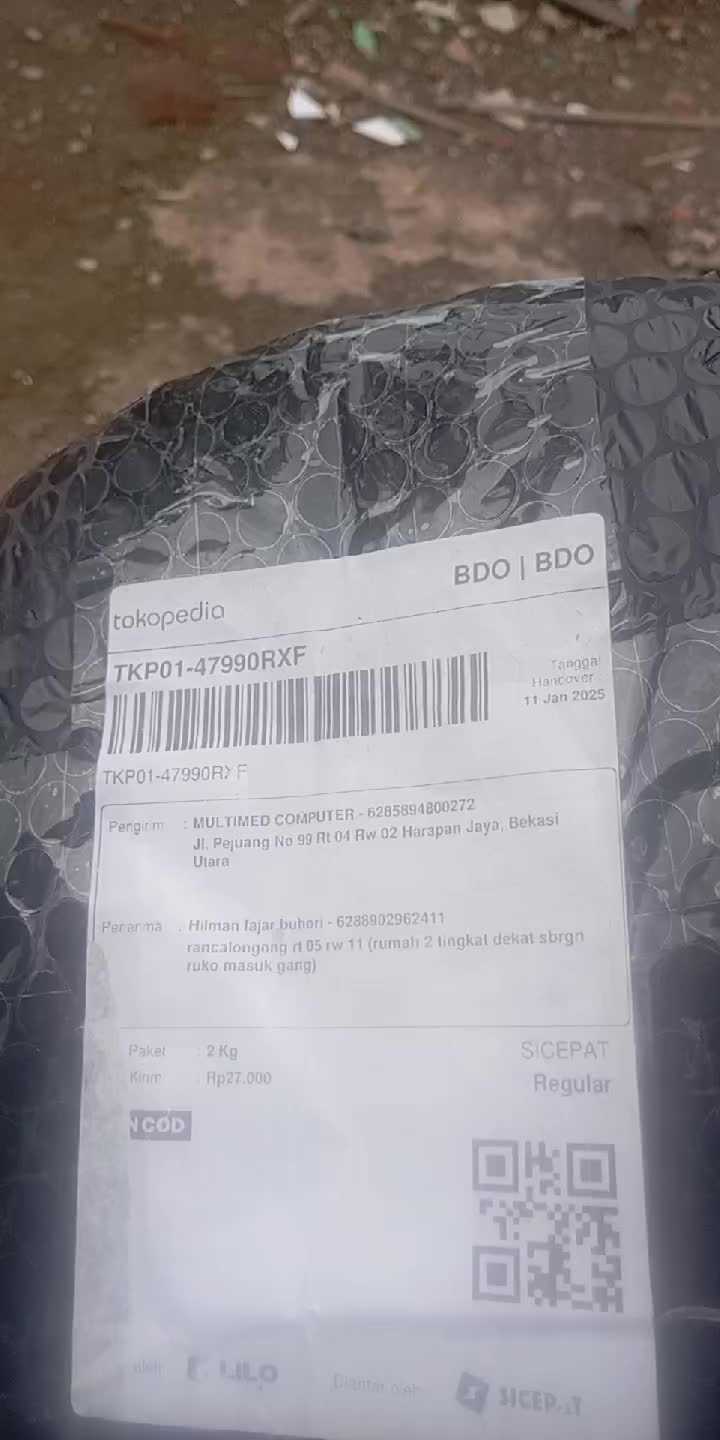 BDO | BDO
tokopedia
TKP01-47990RXF
Tanggal
Handover :
11 Jan 2025
TKP01-47990RXF
Pengirim : MULTIMED COMPUTER - 6285894800272
Jl. Pejuang No 99 Rt 04 Rw 02 Harapan Jaya, Bekasi
Utara
Penerima : Hilman fajar buhori - 6288902962411
rancalongong rt 05 rw 11 (rumah 2 tingkat dekat sbrgn
ruko masuk gang)
Paket : 2 Kg
SICEPAT
Kirim : Rp27.000
Regular
N COD
oleh LILO
Diantar oleh SICEPAT